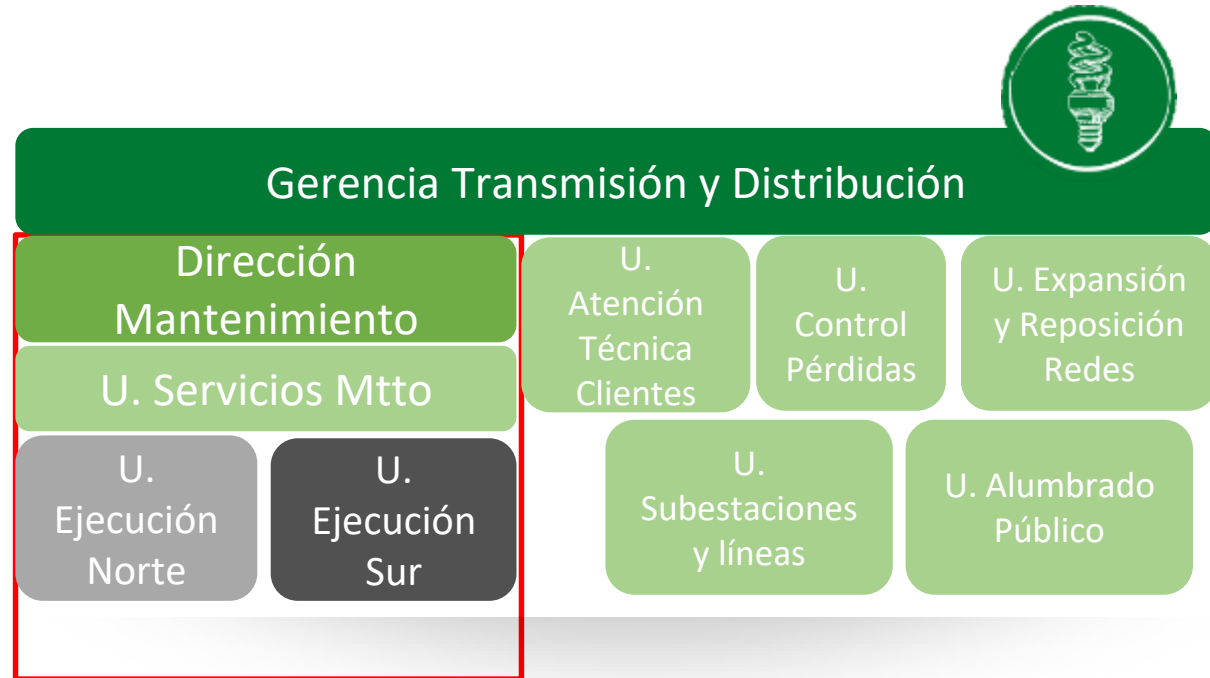 Gerencia Transmisión y Distribución
Dirección
Mantenimiento
U. Servicios Mtto
U.
Ejecución
Norte
U.
Ejecución
Sur
U.
Atención
Técnica
Clientes
U.
Control
Pérdidas
U. Expansión
y Reposición
Redes
U.
Subestaciones
y líneas
U. Alumbrado
Público